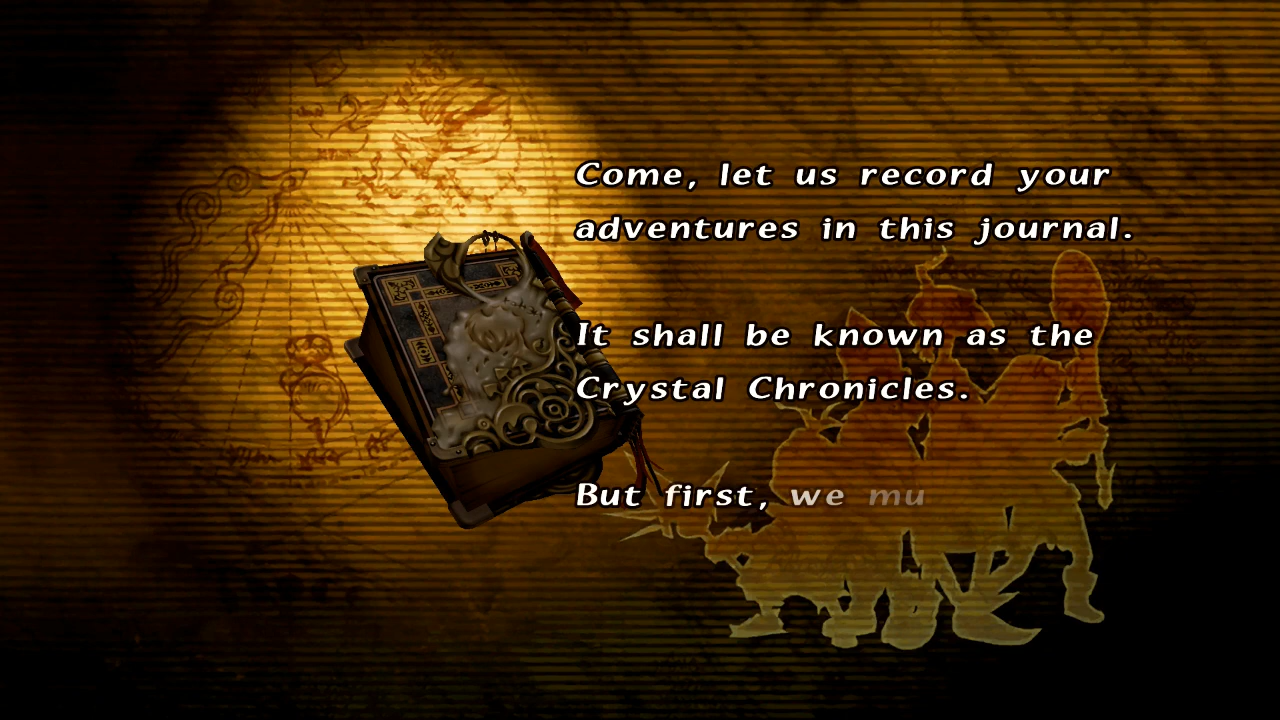 Come, let us record your
adventures in this journal.
It shall be known as the
Crystal Chronicles.
But first, we mu